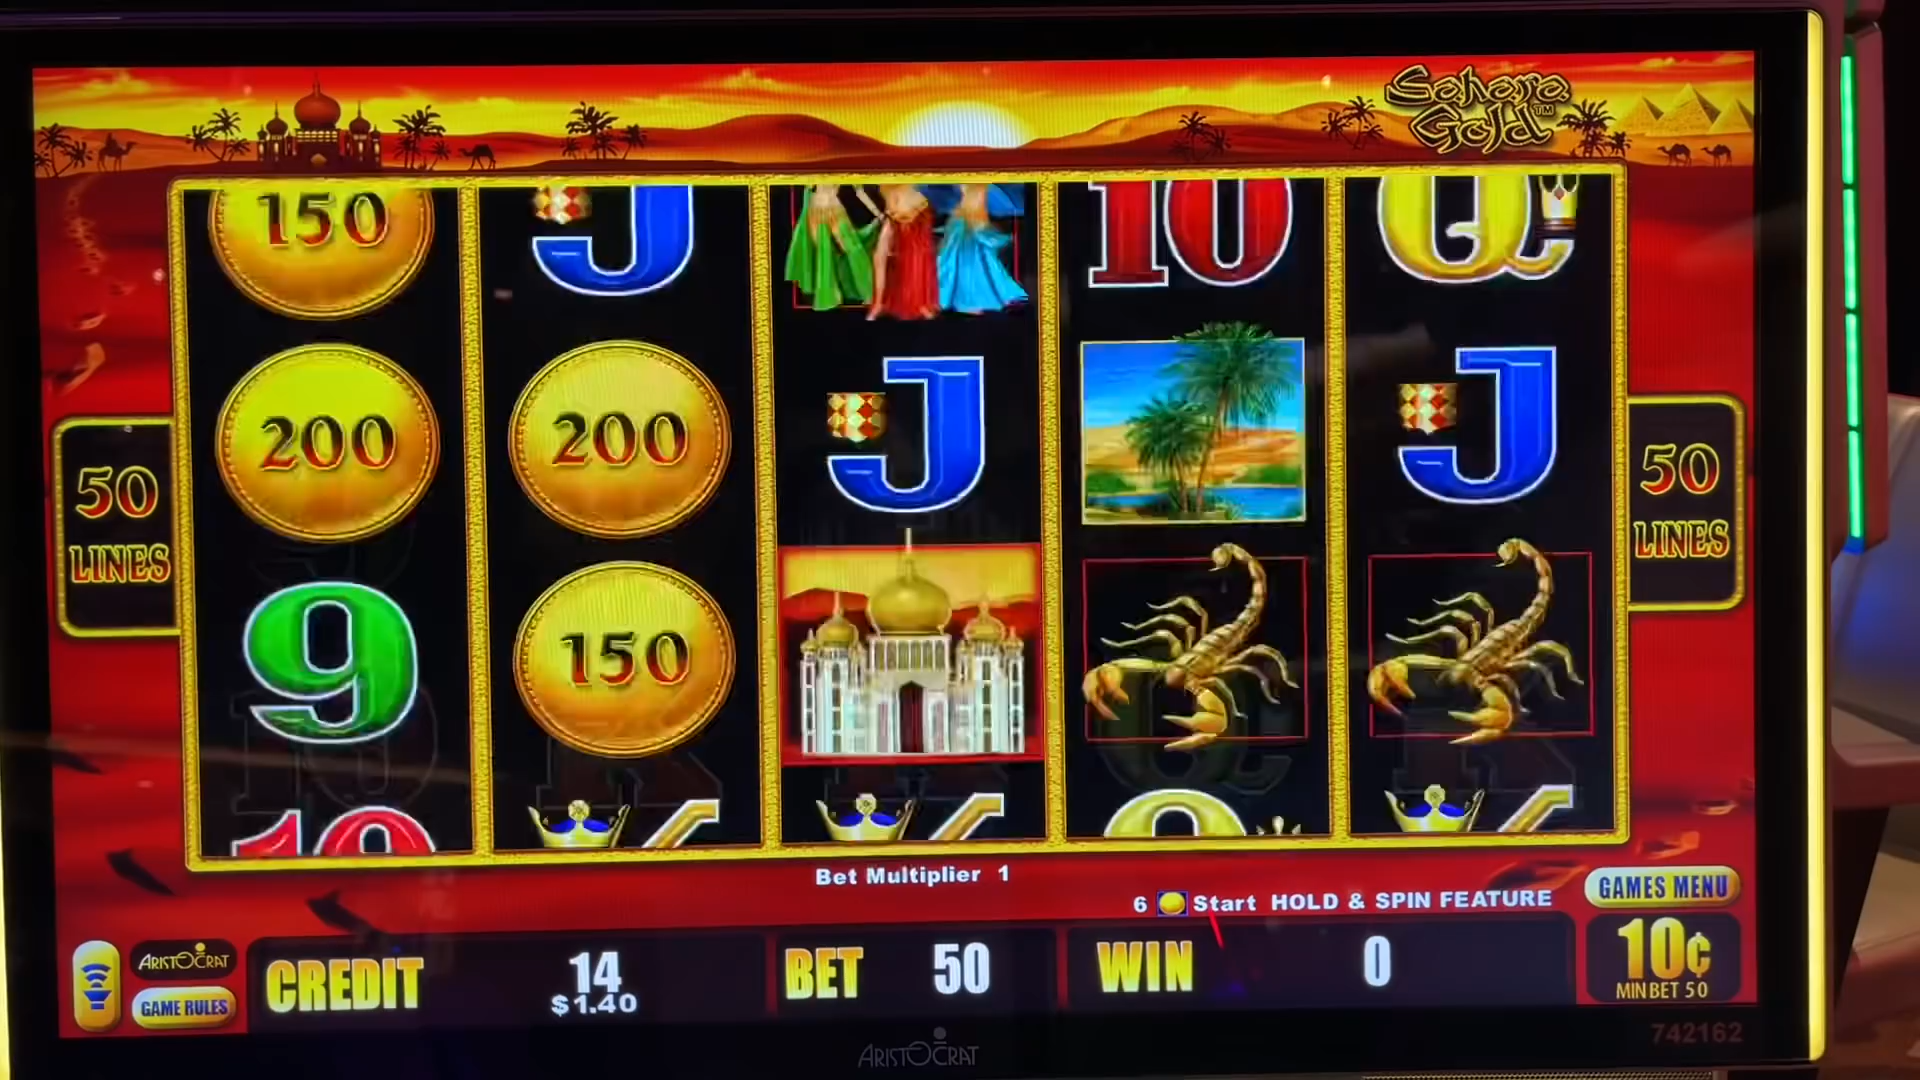 Sahara
Gold™
150 J 10 Q
200 200 J J
50
LINES
50
LINES
9 150
10
Bet Multiplier 1
6 Start HOLD & SPIN FEATURE
GAMES MENU
ARISTOCRAT
GAME RULES
CREDIT 14
$1.40
BET 50
WIN 0
10¢
MIN BET 50
742162
ARISTOCRAT